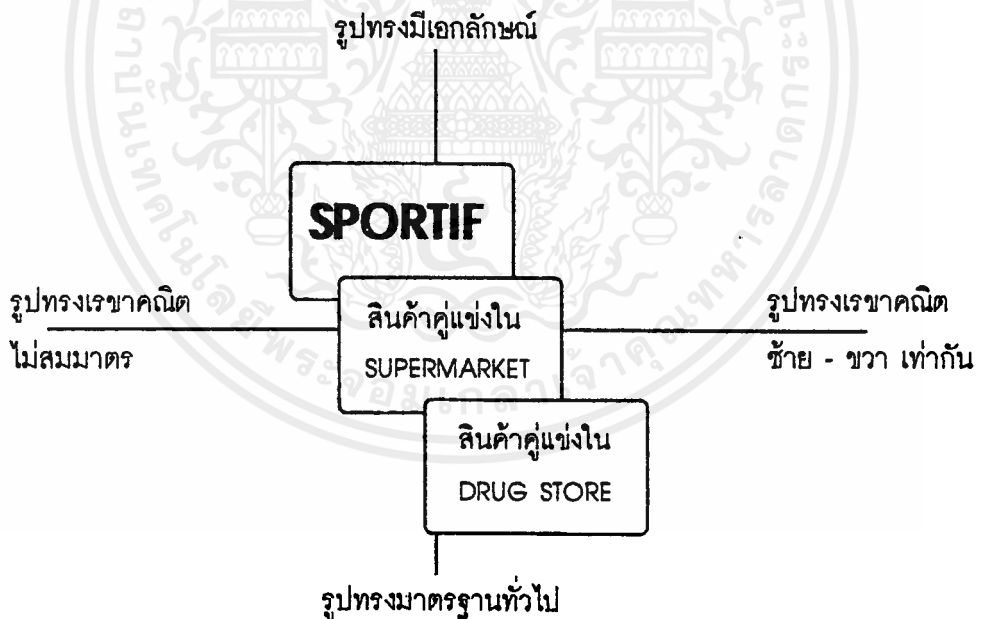 รูปทรงมีเอกลักษณ์
SPORTIF
รูปทรงเรขาคณิต
ไม่สมมาตร
สินค้าคู่แข่งใน
SUPERMARKET
รูปทรงเรขาคณิต
ซ้าย - ขวา เท่ากัน
สินค้าคู่แข่งใน
DRUG STORE
รูปทรงมาตรฐานทั่วไป